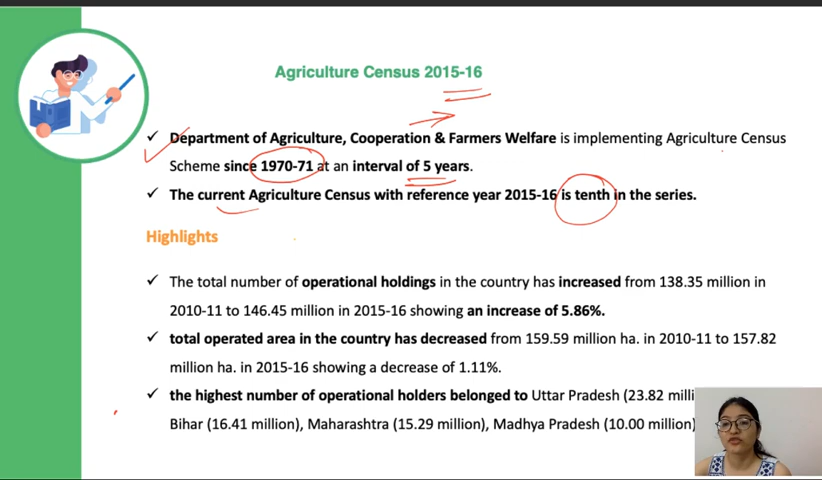 Agriculture Census 2015-16
✓ Department of Agriculture, Cooperation & Farmers Welfare is implementing Agriculture Census
Scheme since 1970-71 at an interval of 5 years.
✓ The current Agriculture Census with reference year 2015-16 is tenth in the series.
Highlights
✓ The total number of operational holdings in the country has increased from 138.35 million in
2010-11 to 146.45 million in 2015-16 showing an increase of 5.86%.
✓ total operated area in the country has decreased from 159.59 million ha. in 2010-11 to 157.82
million ha. in 2015-16 showing a decrease of 1.11%.
✓ the highest number of operational holders belonged to Uttar Pradesh (23.82
Bihar (16.41 million), Maharashtra (15.29 million), Madhya Pradesh (10.00 million)